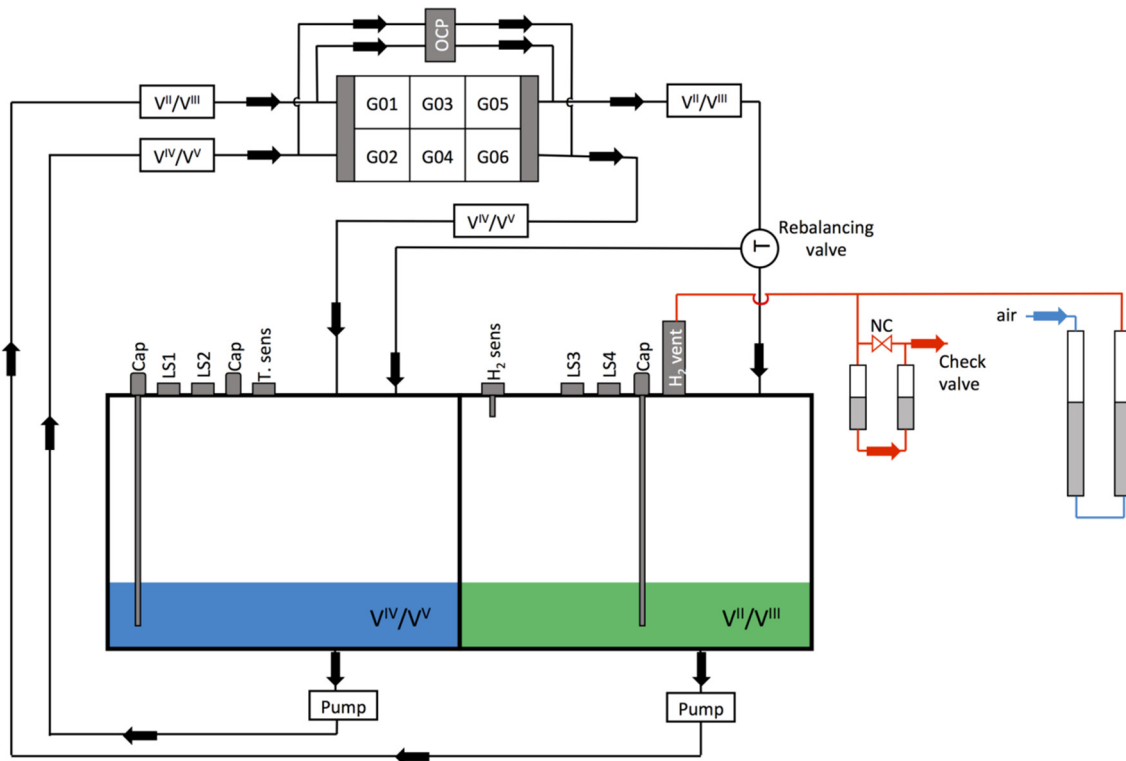 OCP
V^II/V^III
G01 G03 G05
V^II/V^III
V^IV/V^V
G02 G04 G06
V^IV/V^V
Rebalancing
valve
T
air
NC
Check
valve
Cap
LS1
LS2
Cap
T. sens
H₂ sens
LS3
LS4
Cap
H₂ vent
V^IV/V^V
V^II/V^III
Pump
Pump